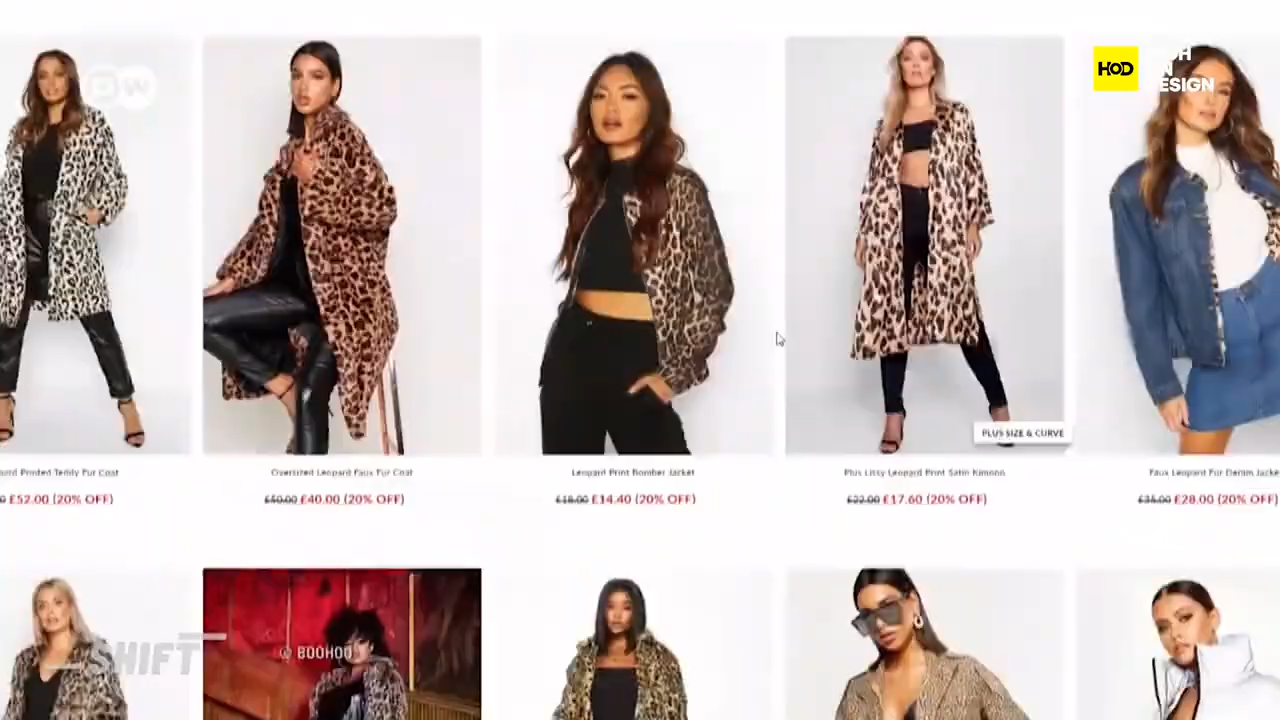 DW
HOD
DESIGN
PLUS SIZE & CURVE
Printed Teddy Fur Coat
Oversized Leopard Faux Fur Coat
Leopard Print Bomber Jacket
Plus Lissy Leopard Print Satin Kimono
Faux Leopard Fur Denim Jacke
£52.00 (20% OFF)
£50.00 £40.00 (20% OFF)
£18.00 £14.40 (20% OFF)
£22.00 £17.60 (20% OFF)
£35.00 £28.00 (20% OFF)
SHIFT
@ BOOHOO